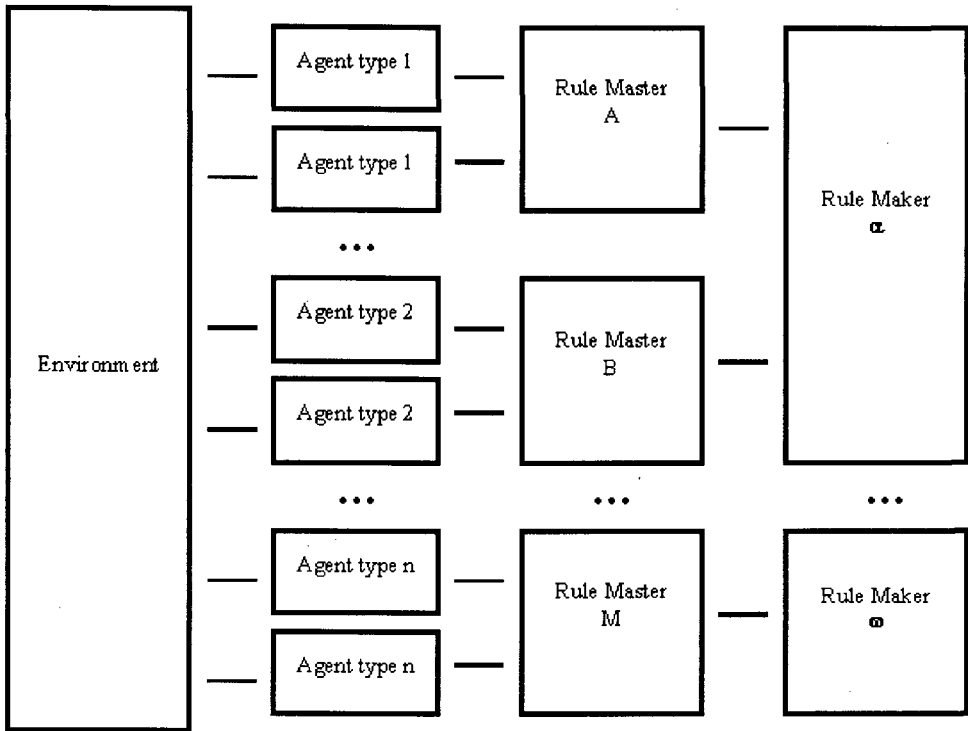 Environment
Agent type 1
Agent type 1
...
Agent type 2
Agent type 2
...
Agent type n
Agent type n
Rule Master
A
Rule Master
B
...
Rule Master
M
Rule Maker
α
...
Rule Maker
ω